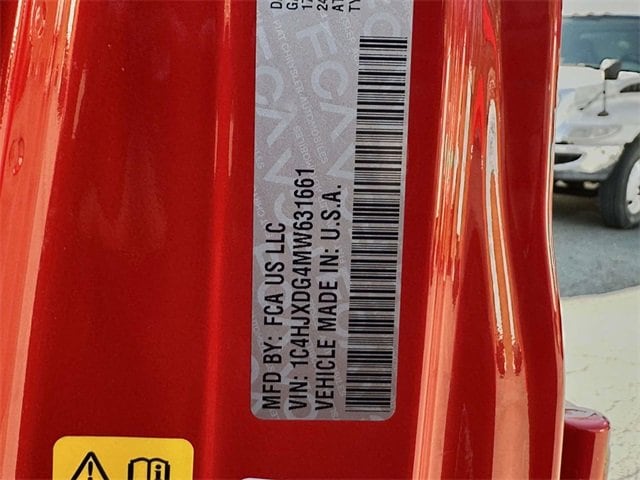 MFD BY: FCA US LLC
VIN: 1C4HJXDG4MW631661
VEHICLE MADE IN: U.S.A.